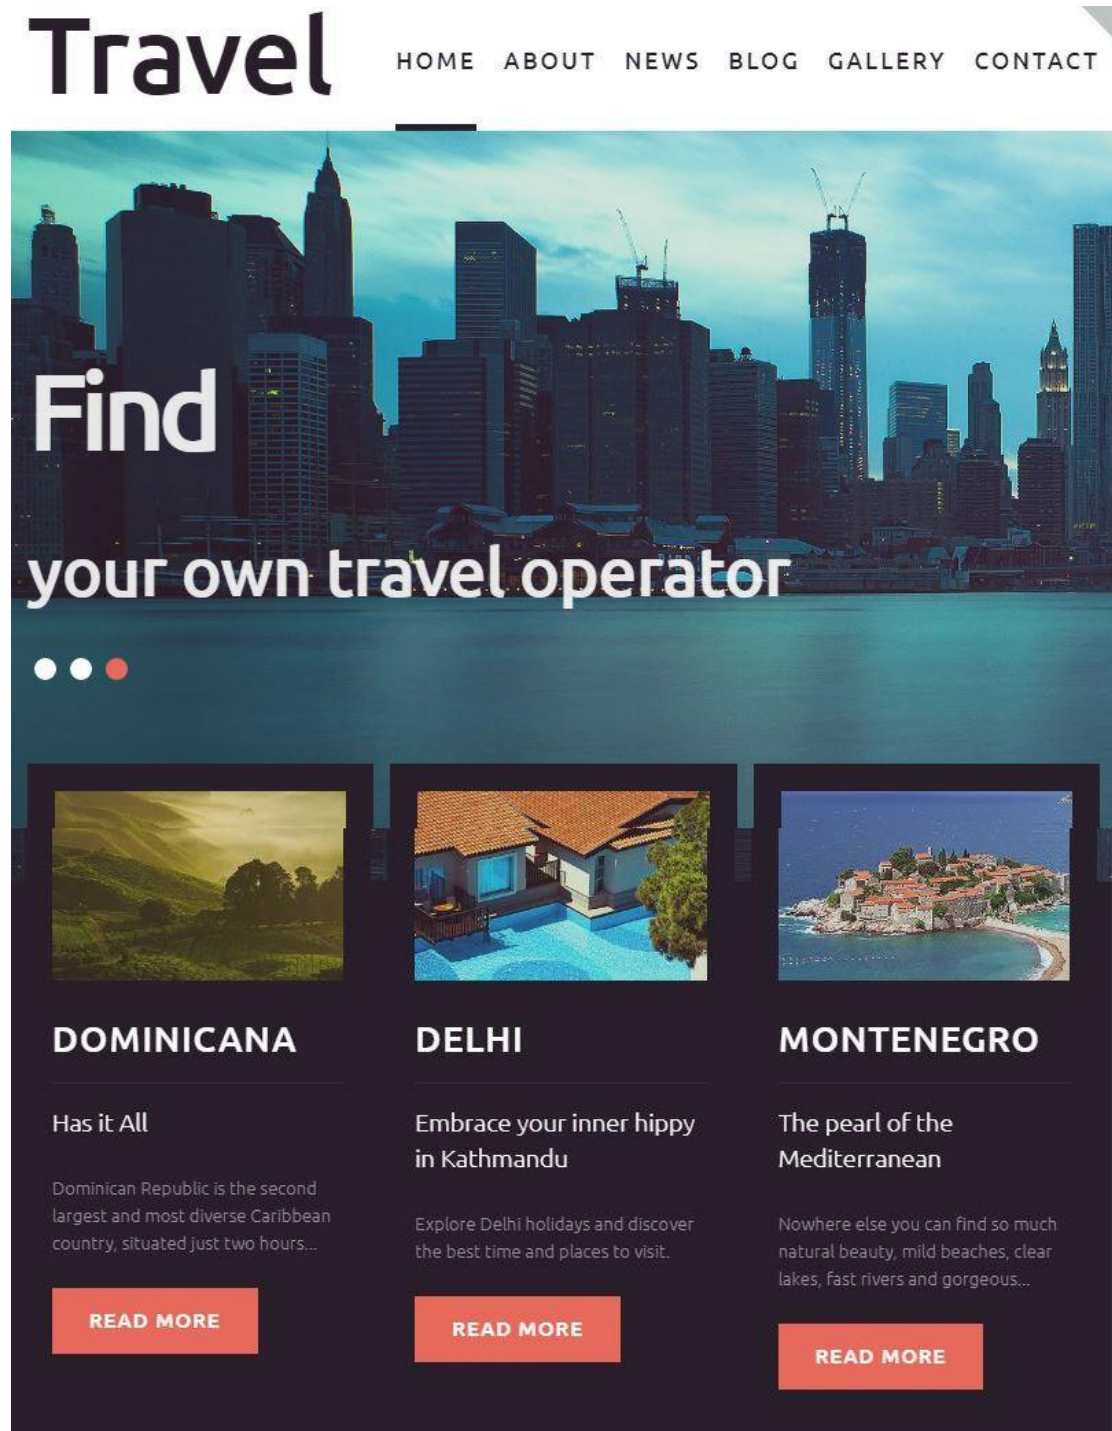 Travel
HOME ABOUT NEWS BLOG GALLERY CONTACT
Find
your own travel operator
DOMINICANA
Has it All
Dominican Republic is the second
largest and most diverse Caribbean
country, situated just two hours...
READ MORE
DELHI
Embrace your inner hippy
in Kathmandu
Explore Delhi holidays and discover
the best time and places to visit.
READ MORE
MONTENEGRO
The pearl of the
Mediterranean
Nowhere else you can find so much
natural beauty, mild beaches, clear
lakes, fast rivers and gorgeous...
READ MORE